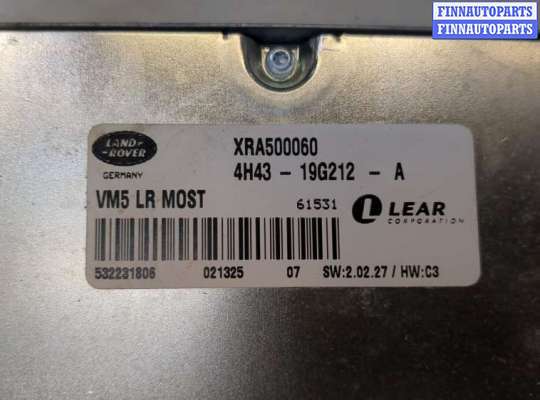 FINNAUTOPARTS
FINNAUTOPARTS
LAND-
-ROVER
GERMANY
XRA500060
4H43 - 19G212 - A
VM5 LR MOST
61531
LEAR
CORPORATION
532231806 021325 07 SW:2.02.27 / HW:C3